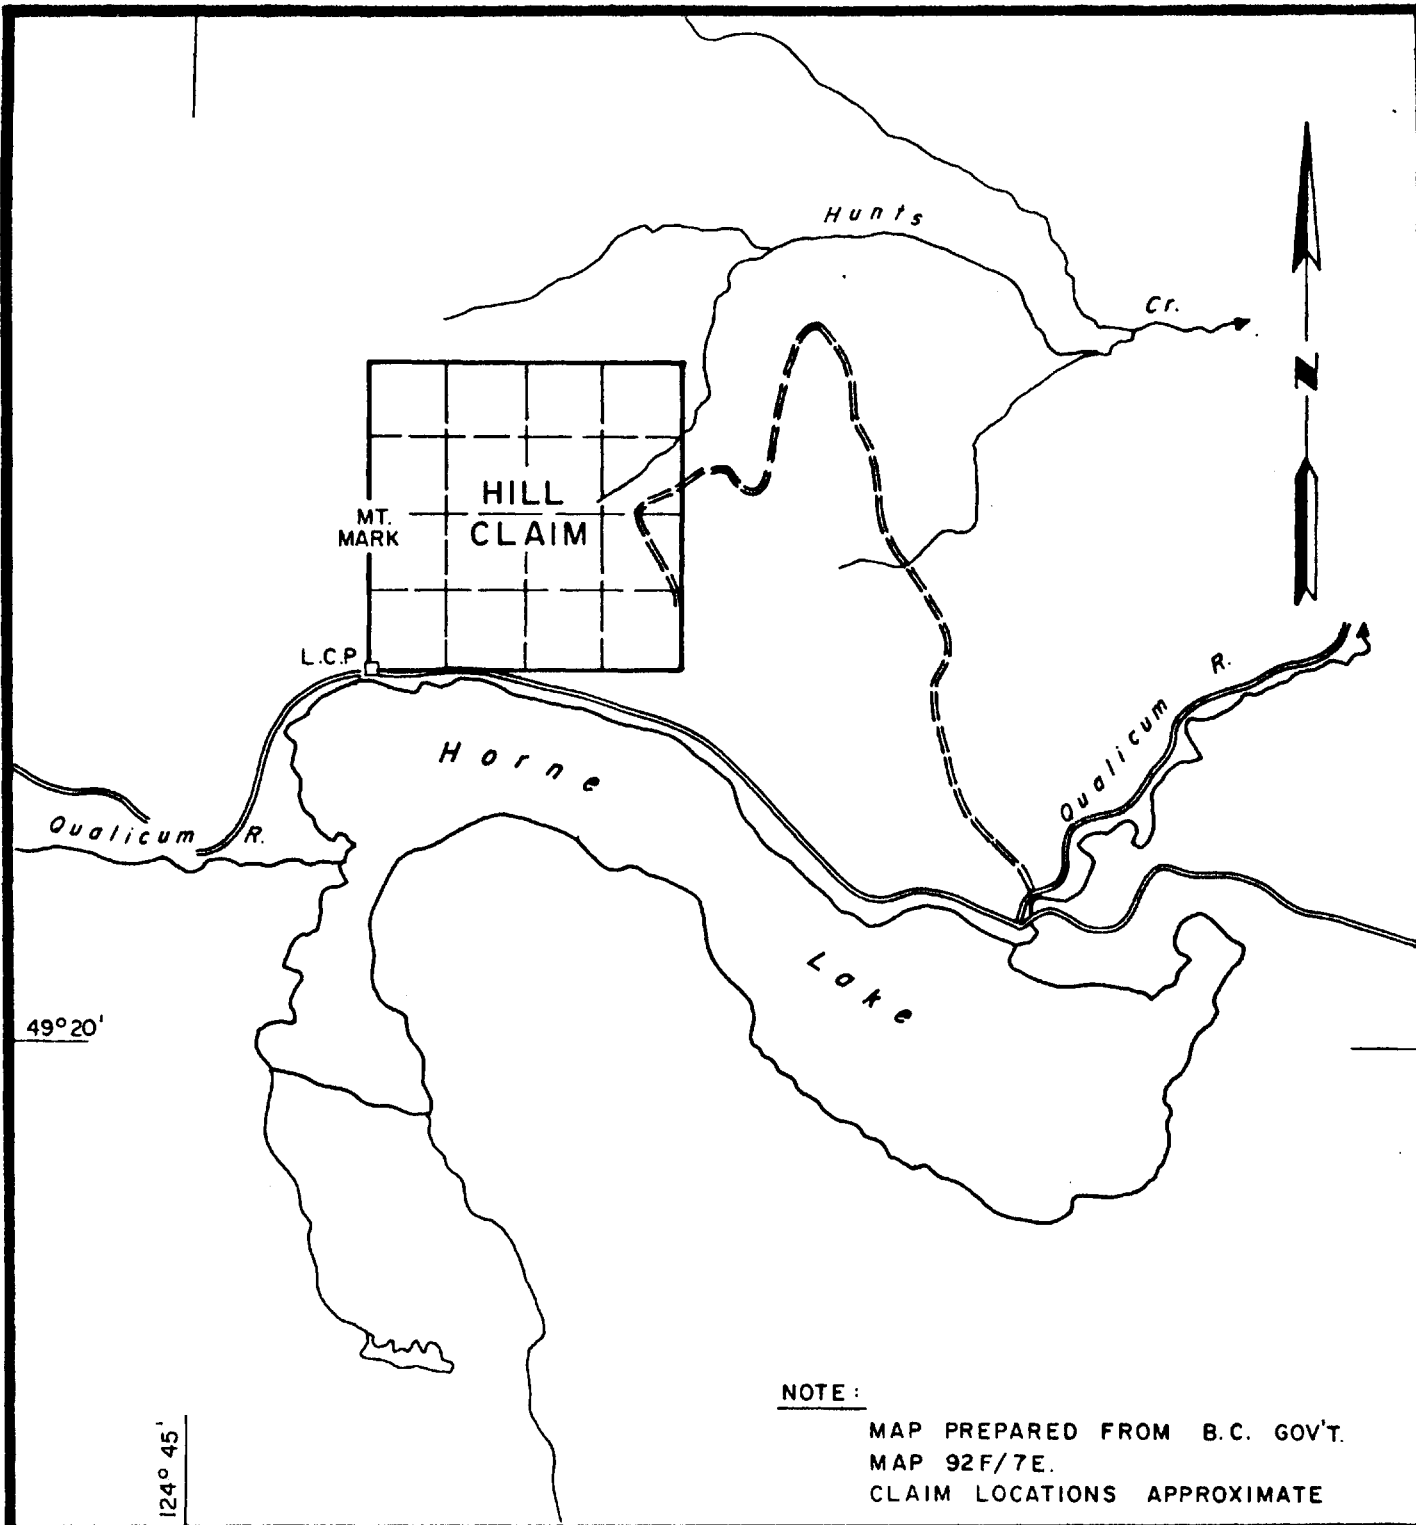 Hunts
Cr.
N
HILL
CLAIM
MT.
MARK
L.C.P
Qualicum R.
Horne
Qualicum R.
Lake
49°20'
124° 45'
NOTE:
MAP PREPARED FROM B.C. GOV'T.
MAP 92F/7E.
CLAIM LOCATIONS APPROXIMATE